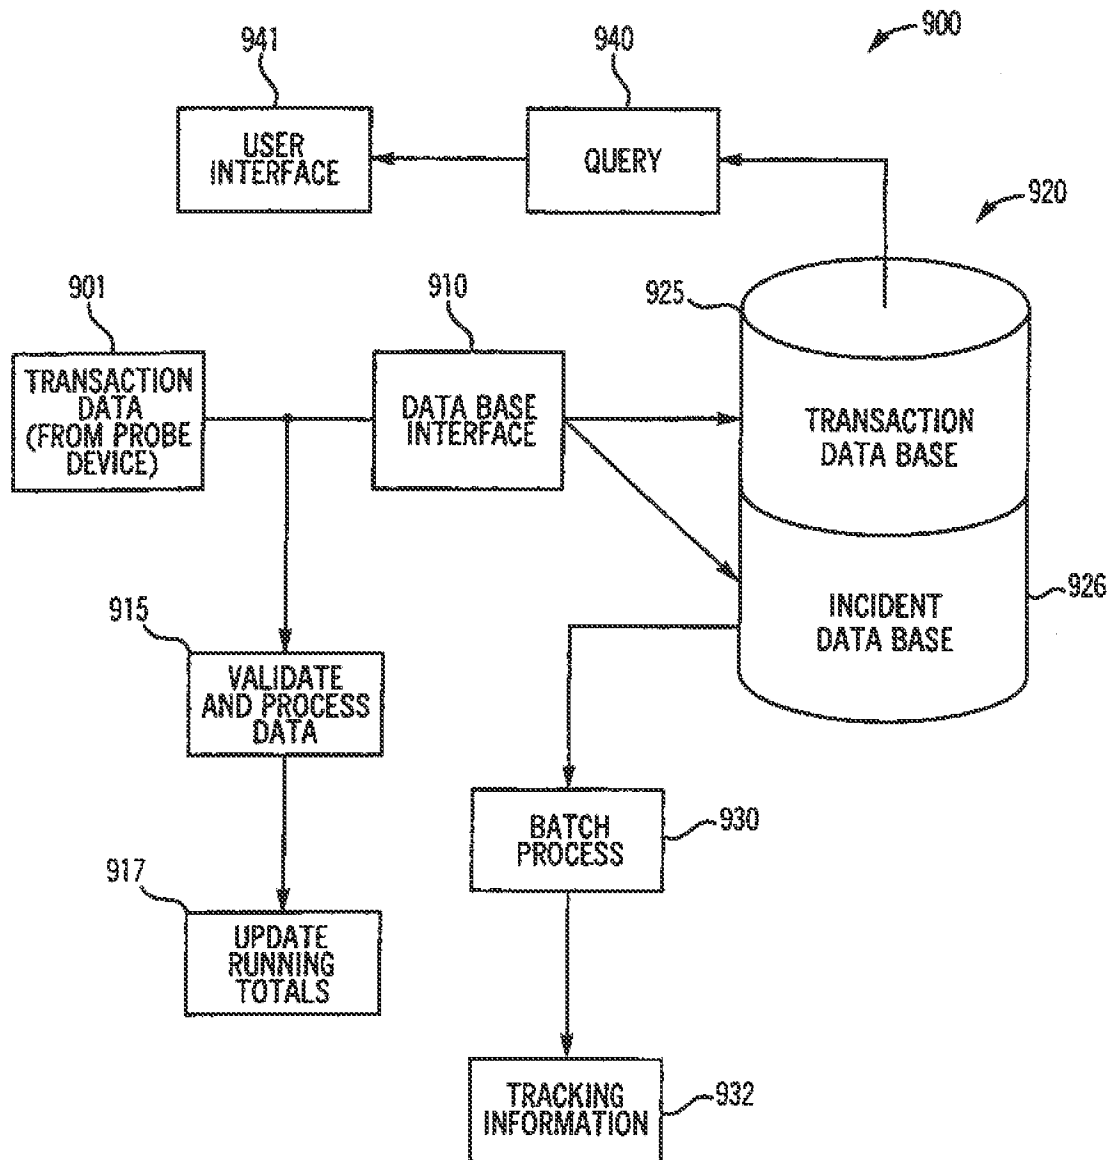 900
941
940
USER
INTERFACE
QUERY
920
901
910
925
TRANSACTION
DATA
(FROM PROBE
DEVICE)
DATA BASE
INTERFACE
TRANSACTION
DATA BASE
926
INCIDENT
DATA BASE
915
VALIDATE
AND PROCESS
DATA
BATCH
PROCESS
930
917
UPDATE
RUNNING
TOTALS
TRACKING
INFORMATION
932